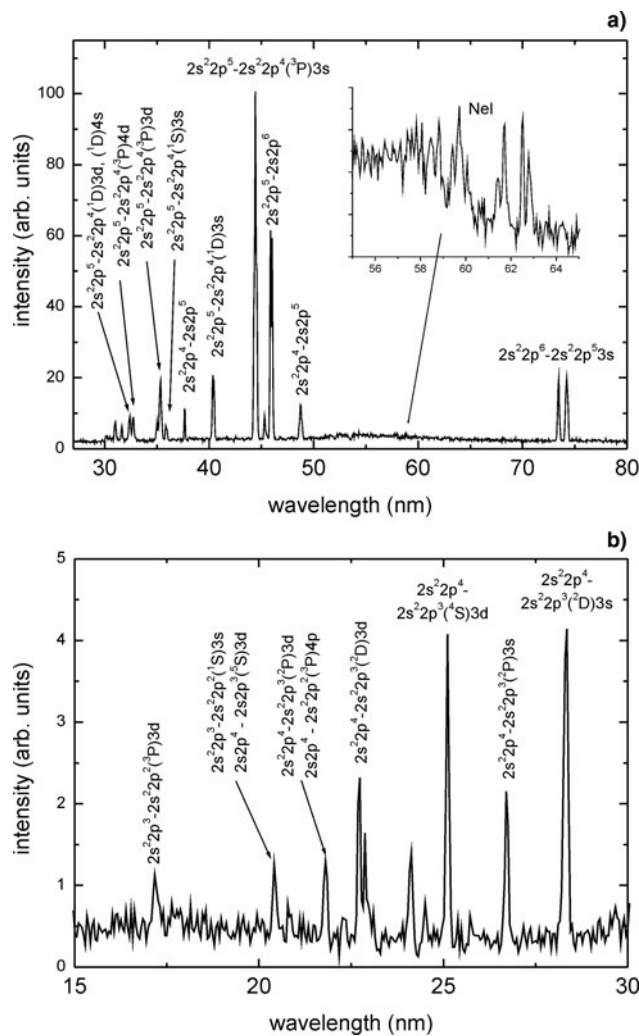 a)
intensity (arb. units)
100
80
60
40
20
0
2s²2p⁵-2s²2p⁴(¹D)3d, (¹D)4s
2s²2p⁵-2s²2p⁴(³P)4d
2s²2p⁵-2s²2p⁴(³P)3d
2s²2p⁵-2s²2p⁴(¹S)3s
2s²2p⁴-2s2p⁵
2s²2p⁵-2s²2p⁴(¹D)3s
2s²2p⁵-2s²2p⁴(³P)3s
2s²2p⁵-2s2p⁶
2s²2p⁴-2s2p⁵
NeI
56 58 60 62 64
2s²2p⁶-2s²2p⁵3s
30 40 50 60 70 80
wavelength (nm)
b)
intensity (arb. units)
5
4
3
2
1
0
2s²2p³-2s²2p²(³P)3d
2s²2p³-2s²2p²(¹S)3s
2s2p⁴ - 2s2p³(⁵S)3d
2s²2p⁴-2s²2p³(²P)3d
2s2p⁴ - 2s²2p²(³P)4p
2s²2p⁴-2s²2p³(²D)3d
2s²2p⁴-
2s²2p³(⁴S)3d
2s²2p⁴-2s²2p³(²P)3s
2s²2p⁴-
2s²2p³(²D)3s
15 20 25 30
wavelength (nm)